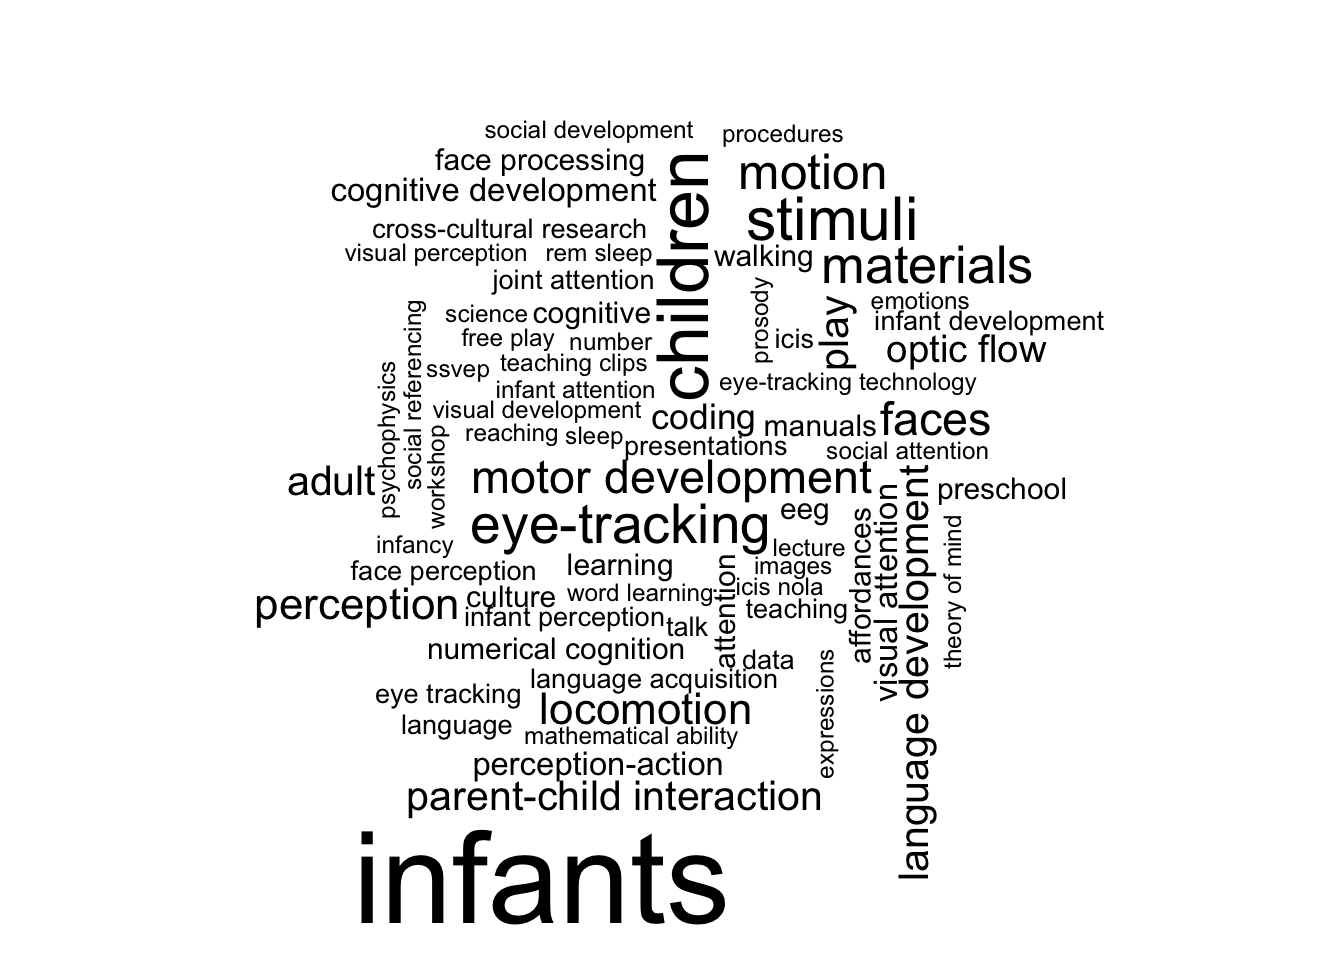 social development
procedures
face processing
cognitive development
children
motion
stimuli
cross-cultural research
visual perception
rem sleep
walking
materials
joint attention
science
cognitive
prosody
icis
play
emotions
infant development
optic flow
free play
number
social referencing
psychophysics
ssvep
teaching clips
infant attention
eye-tracking technology
visual development
coding
manuals
faces
reaching
sleep
presentations
social attention
workshop
adult
motor development
preschool
eye-tracking
eeg
language development
visual attention
affordances
theory of mind
infancy
lecture
face perception
learning
images
attention
icis nola
perception
culture
word learning
teaching
infant perception
talk
numerical cognition
data
expressions
language acquisition
eye tracking
locomotion
language
mathematical ability
perception-action
parent-child interaction
infants